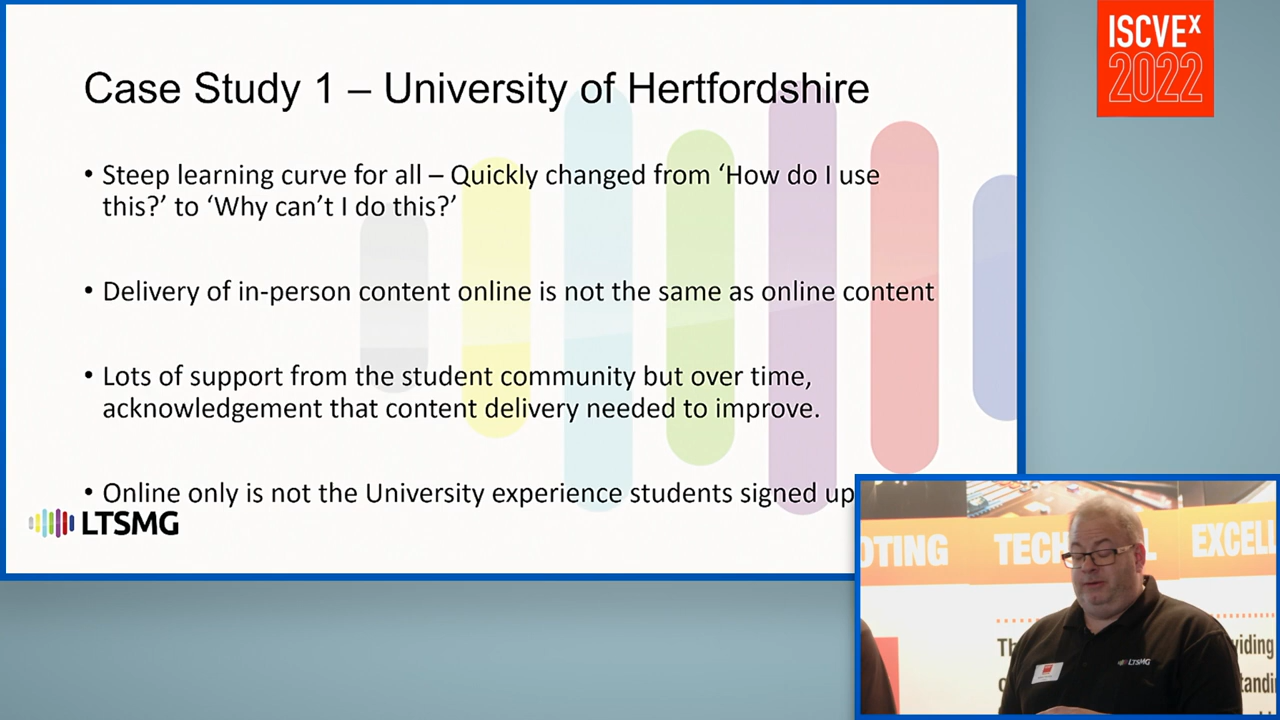 Case Study 1 – University of Hertfordshire
• Steep learning curve for all – Quickly changed from ‘How do I use
this?’ to ‘Why can’t I do this?’
• Delivery of in-person content online is not the same as online content
• Lots of support from the student community but over time,
acknowledgement that content delivery needed to improve.
• Online only is not the University experience students signed up
LTSMG
ISCVEx
2022
LTSMG